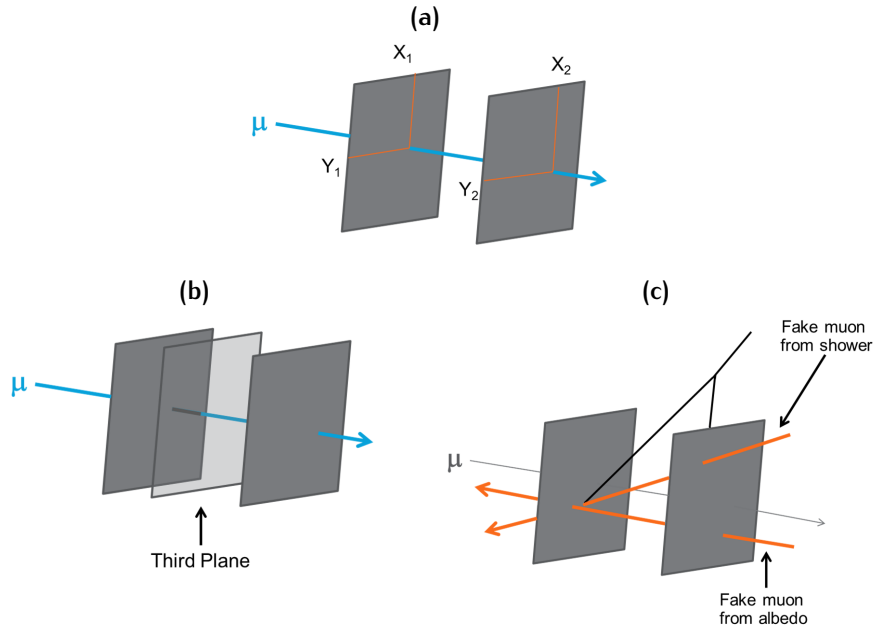 (a)
X1
X2
μ
Y1
Y2
(b)
μ
Third Plane
(c)
Fake muon
from shower
μ
Fake muon
from albedo